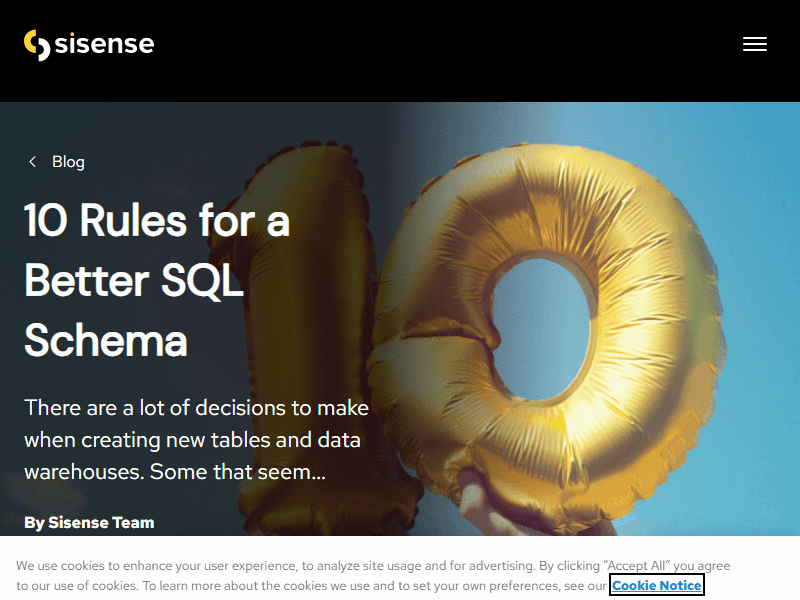 sisense
Blog
10 Rules for a
Better SQL
Schema
There are a lot of decisions to make
when creating new tables and data
warehouses. Some that seem...
By Sisense Team
We use cookies to enhance your user experience, to analyze site usage and for advertising. By clicking "Accept All" you agree
to our use of cookies. To learn more about the cookies we use and to set your own preferences, see our Cookie Notice